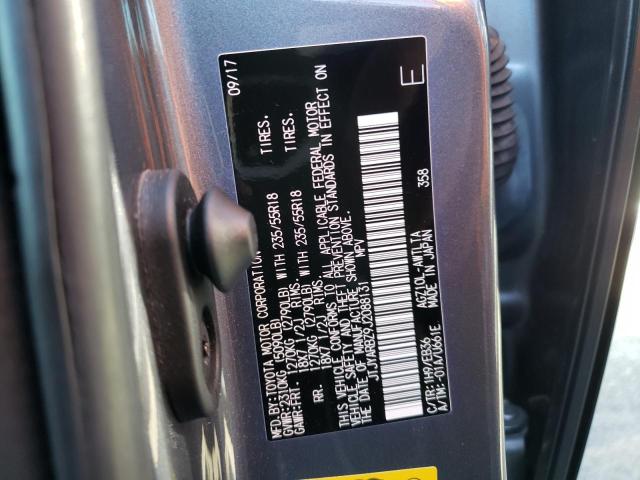 MFD.BY:TOYOTA MOTOR CORPORATION 09/17
GVWR:2310KG (5090LB)
GAWR:FRT. 1270KG (2790LB) WITH 235/55R18 TIRES.
18X7 1/2J RIMS.
RR. 1270KG (2790LB) WITH 235/55R18 TIRES.
18X7 1/2J RIMS.
THIS VEHICLE CONFORMS TO ALL APPLICABLE FEDERAL MOTOR
VEHICLE SAFETY AND THEFT PREVENTION STANDARDS IN EFFECT ON
THE DATE OF MANUFACTURE SHOWN ABOVE.
JTJYARBZ9J2088131 MPV
E
C/TR:1H9/EB36 AGZ10L-AWTLTA
A/TM:-01A/U661E MADE IN JAPAN 358